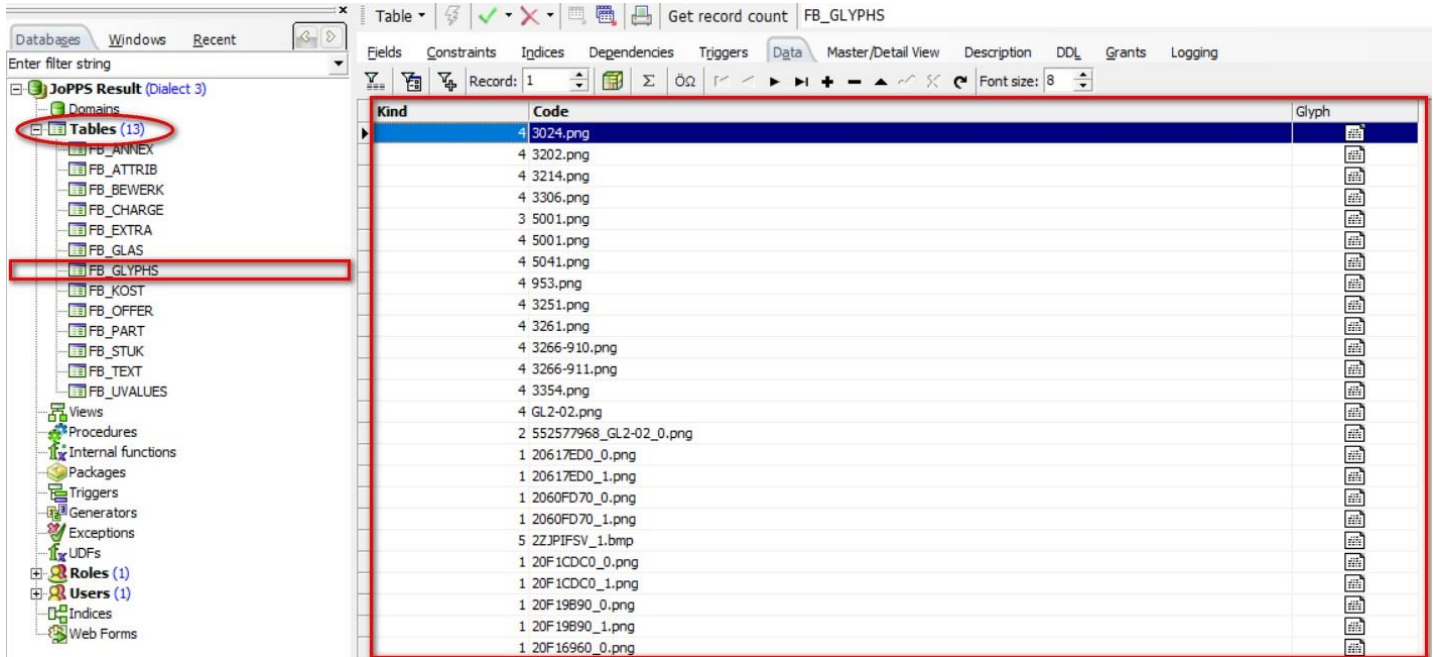 Table Get record count FB_GLYPHS
Databases Windows Recent
Enter filter string
JoPPS Result (Dialect 3)
Domains
Tables (13)
FB_ANNEX
FB_ATTRIB
FB_BEWERK
FB_CHARGE
FB_EXTRA
FB_GLAS
FB_GLYPHS
FB_KOST
FB_OFFER
FB_PART
FB_STUK
FB_TEXT
FB_UVALUES
Views
Procedures
Internal functions
Packages
Triggers
Generators
Exceptions
UDFs
Roles (1)
Users (1)
Indices
Web Forms
Fields Constraints Indices Dependencies Triggers Data Master/Detail View Description DDL Grants Logging
Record: 1 Σ ÖΩ Font size: 8
Kind Code Glyph
4 3024.png
4 3202.png
4 3214.png
4 3306.png
3 5001.png
4 5001.png
4 5041.png
4 953.png
4 3251.png
4 3261.png
4 3266-910.png
4 3266-911.png
4 3354.png
4 GL2-02.png
2 552577968_GL2-02_0.png
1 20617ED0_0.png
1 20617ED0_1.png
1 2060FD70_0.png
1 2060FD70_1.png
5 2ZJPIFSV_1.bmp
1 20F1CDC0_0.png
1 20F1CDC0_1.png
1 20F19B90_0.png
1 20F19B90_1.png
1 20F16960_0.png